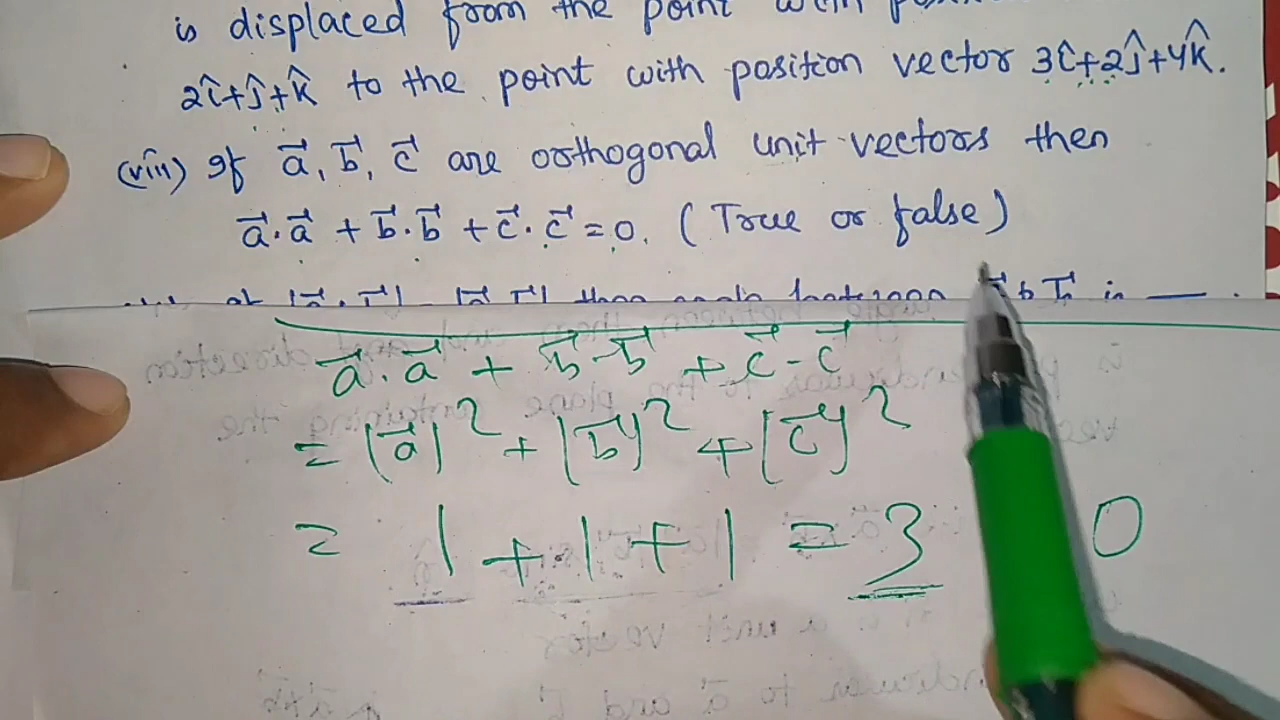 is displaced from the point with
2î+ĵ+k̂ to the point with position vector 3î+2ĵ+4k̂.
(viii) If a⃗, b⃗, c⃗ are orthogonal unit vectors then
a⃗.a⃗ + b⃗.b⃗ + c⃗.c⃗ = 0. (True or false)
a⃗.a⃗ + b⃗.b⃗ + c⃗.c⃗
= |a⃗|² + |b⃗|² + |c⃗|²
= 1 + 1 + 1 = 3 0